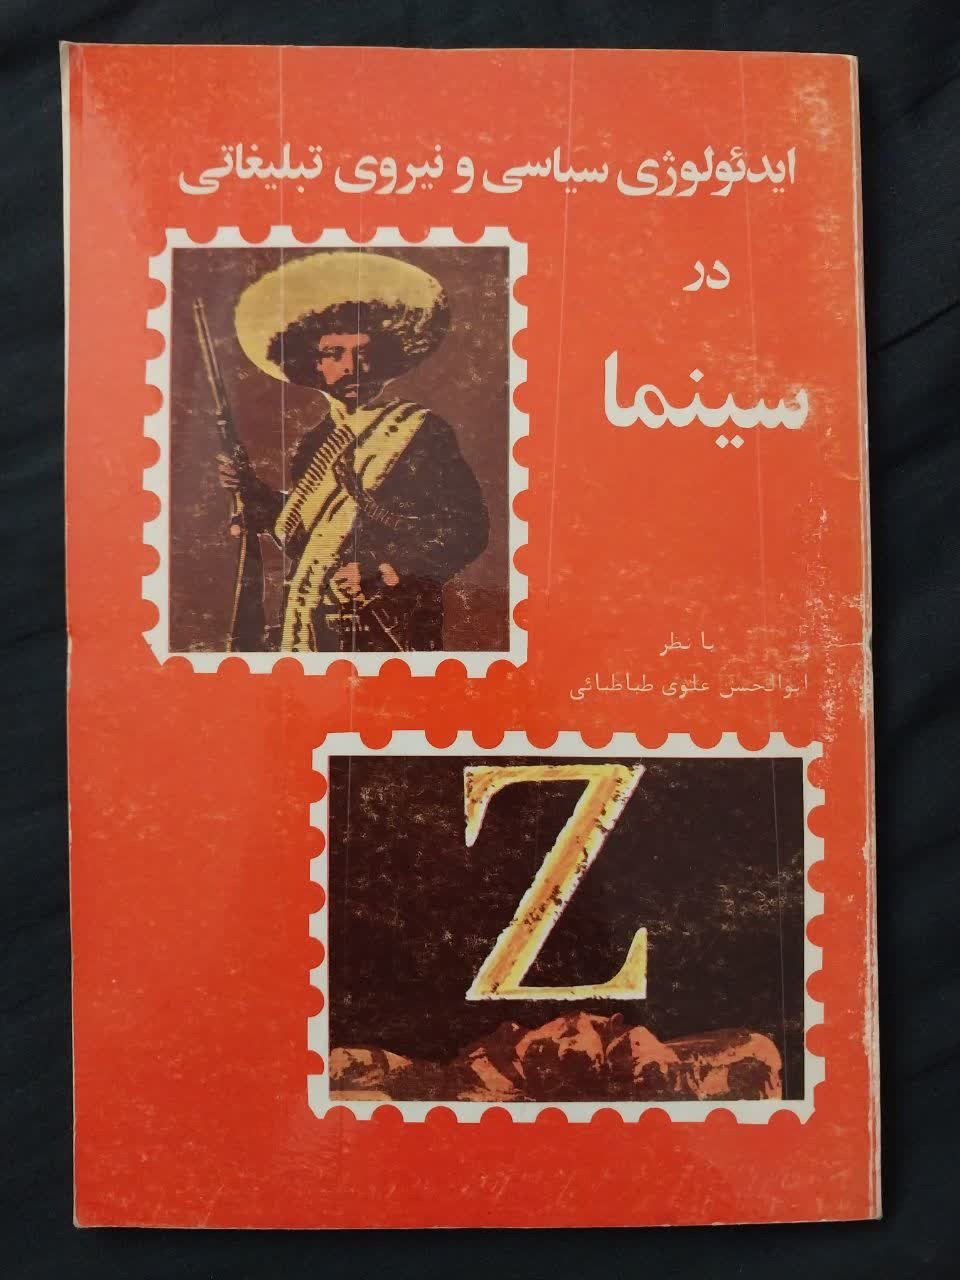 ایدئولوژی سیاسی و نیروی تبلیغاتی
در
سینما
با نظر
ابوالحسن علوی طباطبائی
Z